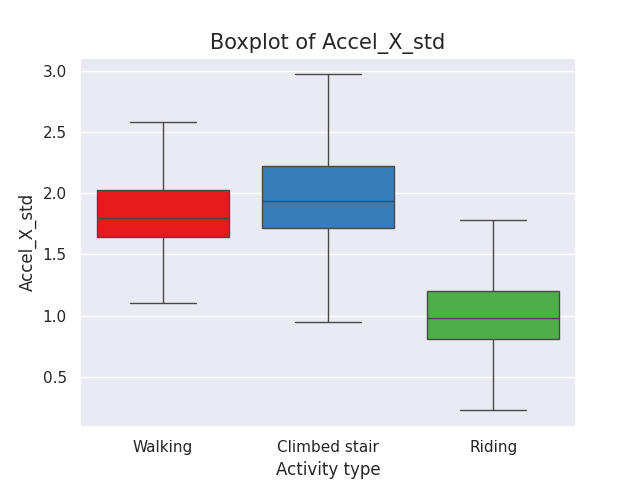 Boxplot of Accel_X_std
3.0
2.5
2.0
1.5
1.0
0.5
Accel_X_std
Walking Climbed stair Riding
Activity type